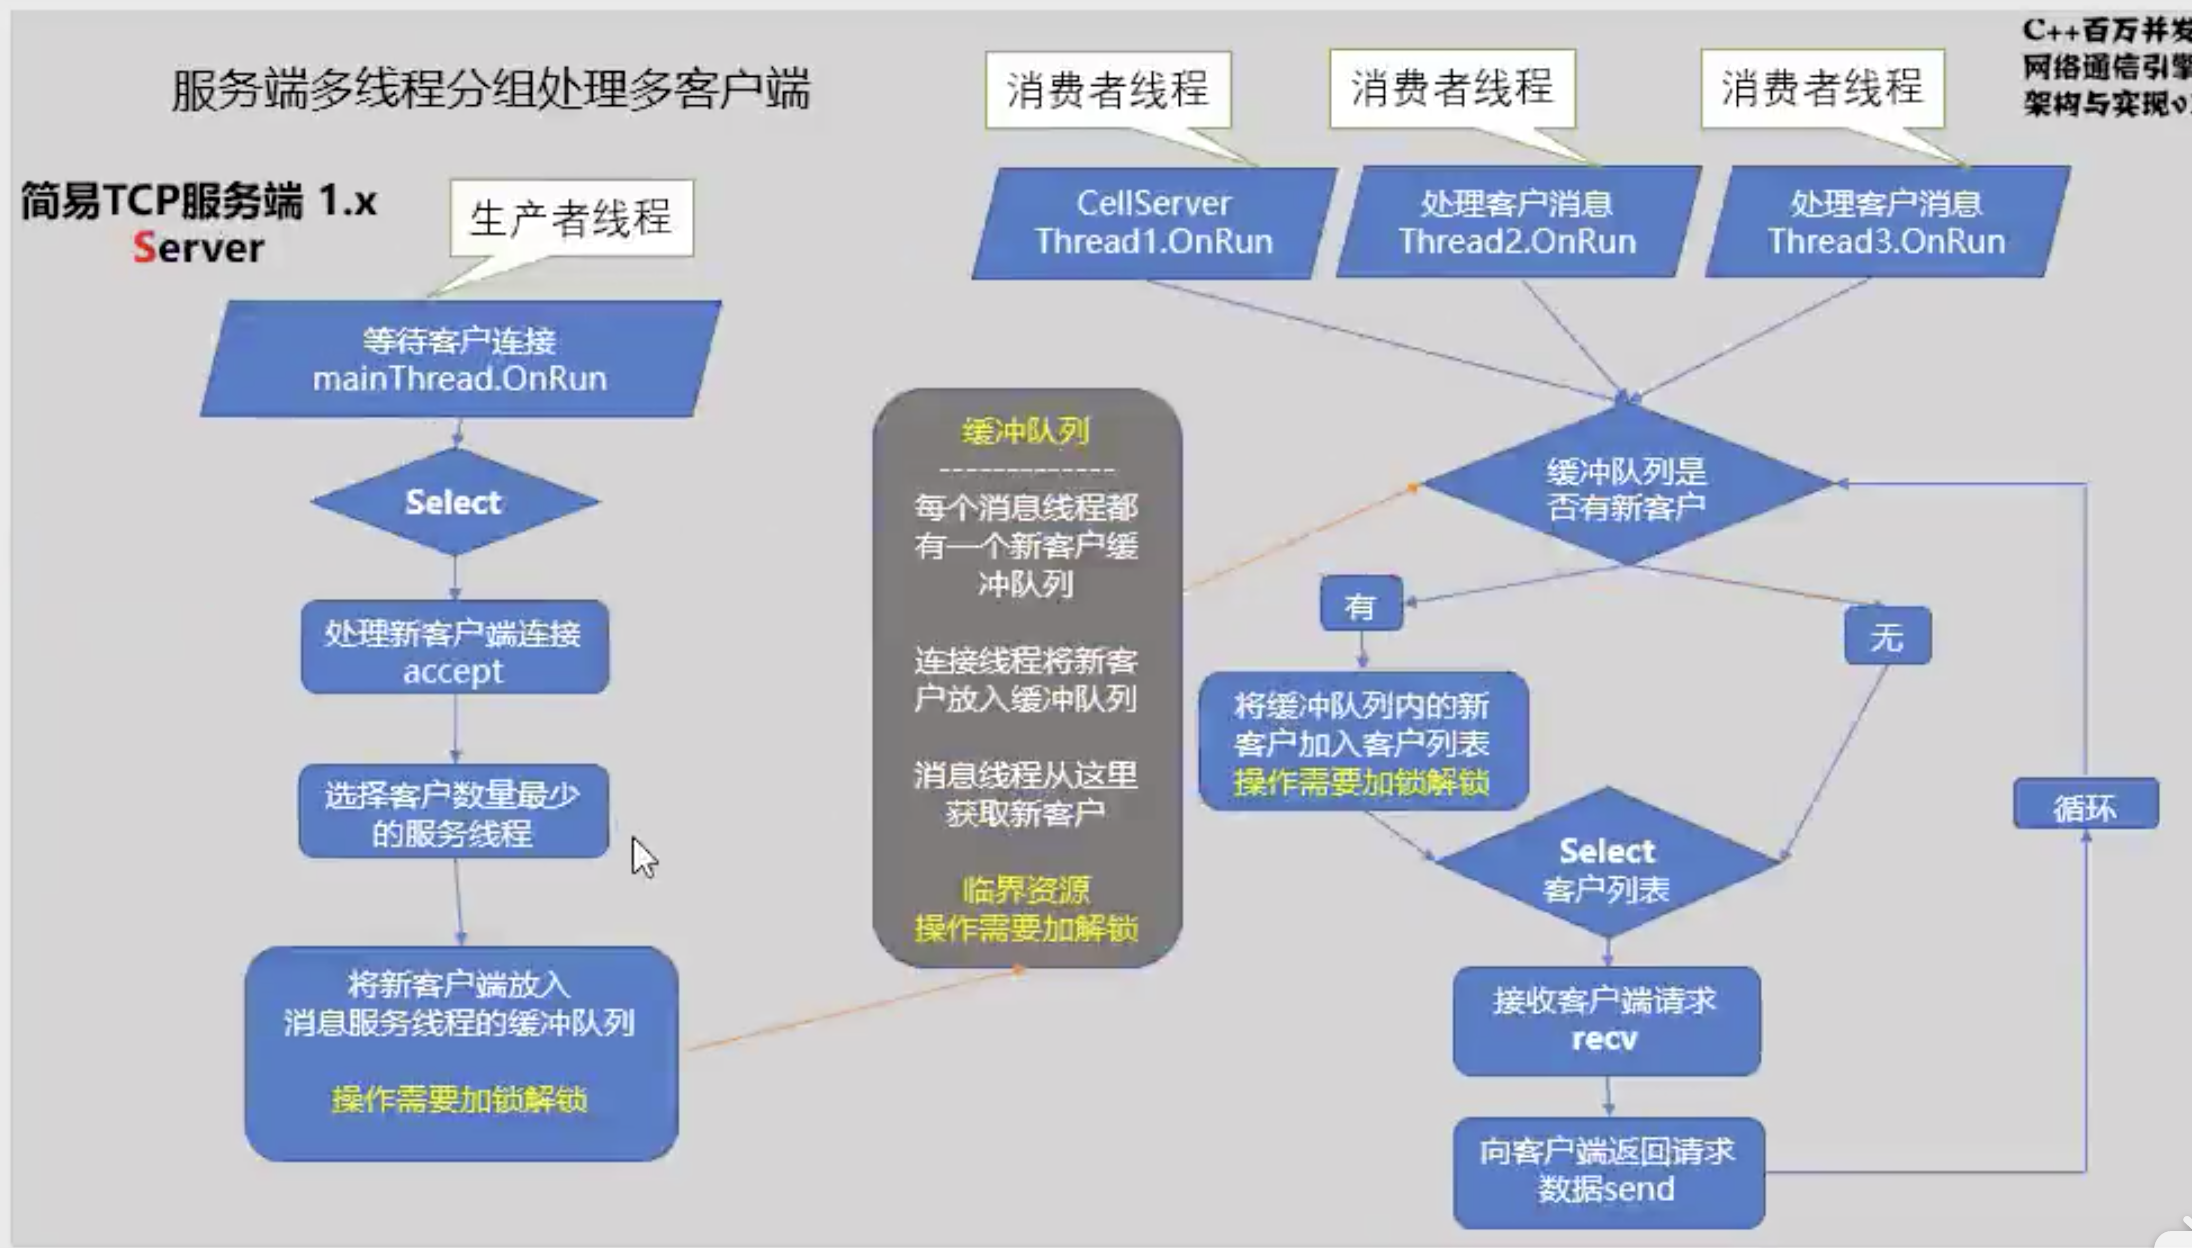 服务端多线程分组处理多客户端
简易TCP服务端 1.x
Server
生产者线程
等待客户连接
mainThread.OnRun
Select
处理新客户端连接
accept
选择客户数量最少
的服务线程
将新客户端放入
消息服务线程的缓冲队列
操作需要加锁解锁
缓冲队列
-------------
每个消息线程都
有一个新客户缓
冲队列
连接线程将新客
户放入缓冲队列
消息线程从这里
获取新客户
临界资源
操作需要加解锁
消费者线程
消费者线程
消费者线程
CellServer
Thread1.OnRun
处理客户消息
Thread2.OnRun
处理客户消息
Thread3.OnRun
缓冲队列是
否有新客户
有
无
将缓冲队列内的新
客户加入客户列表
操作需要加锁解锁
Select
客户列表
接收客户端请求
recv
向客户端返回请求
数据send
循环
C++百万并发
网络通信引擎
架构与实现